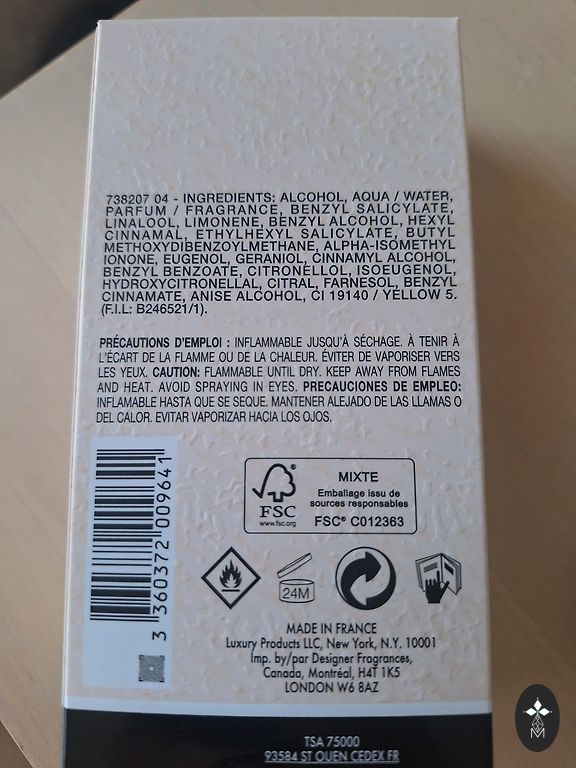 738207 04 - INGREDIENTS: ALCOHOL, AQUA / WATER,
PARFUM / FRAGRANCE, BENZYL SALICYLATE,
LINALOOL, LIMONENE, BENZYL ALCOHOL, HEXYL
CINNAMAL, ETHYLHEXYL SALICYLATE, BUTYL
METHOXYDIBENZOYLMETHANE, ALPHA-ISOMETHYL
IONONE, EUGENOL, GERANIOL, CINNAMYL ALCOHOL,
BENZYL BENZOATE, CITRONELLOL, ISOEUGENOL,
HYDROXYCITRONELLAL, CITRAL, FARNESOL, BENZYL
CINNAMATE, ANISE ALCOHOL, CI 19140 / YELLOW 5.
(F.I.L: B246521/1).
PRÉCAUTIONS D'EMPLOI : INFLAMMABLE JUSQU'À SÉCHAGE. À TENIR À
L'ÉCART DE LA FLAMME OU DE LA CHALEUR. ÉVITER DE VAPORISER VERS
LES YEUX. CAUTION: FLAMMABLE UNTIL DRY. KEEP AWAY FROM FLAMES
AND HEAT. AVOID SPRAYING IN EYES. PRECAUCIONES DE EMPLEO:
INFLAMABLE HASTA QUE SE SEQUE. MANTENER ALEJADO DE LAS LLAMAS O
DEL CALOR. EVITAR VAPORIZAR HACIA LOS OJOS.
3 360372 009641
FSC®
www.fsc.org
MIXTE
Emballage issu de
sources responsables
FSC® C012363
24M
MADE IN FRANCE
Luxury Products LLC, New York, N.Y. 10001
Imp. by/par Designer Fragrances,
Canada, Montréal, H4T 1K5
LONDON W6 8AZ
TSA 75000
93584 ST OUEN CEDEX FR
M